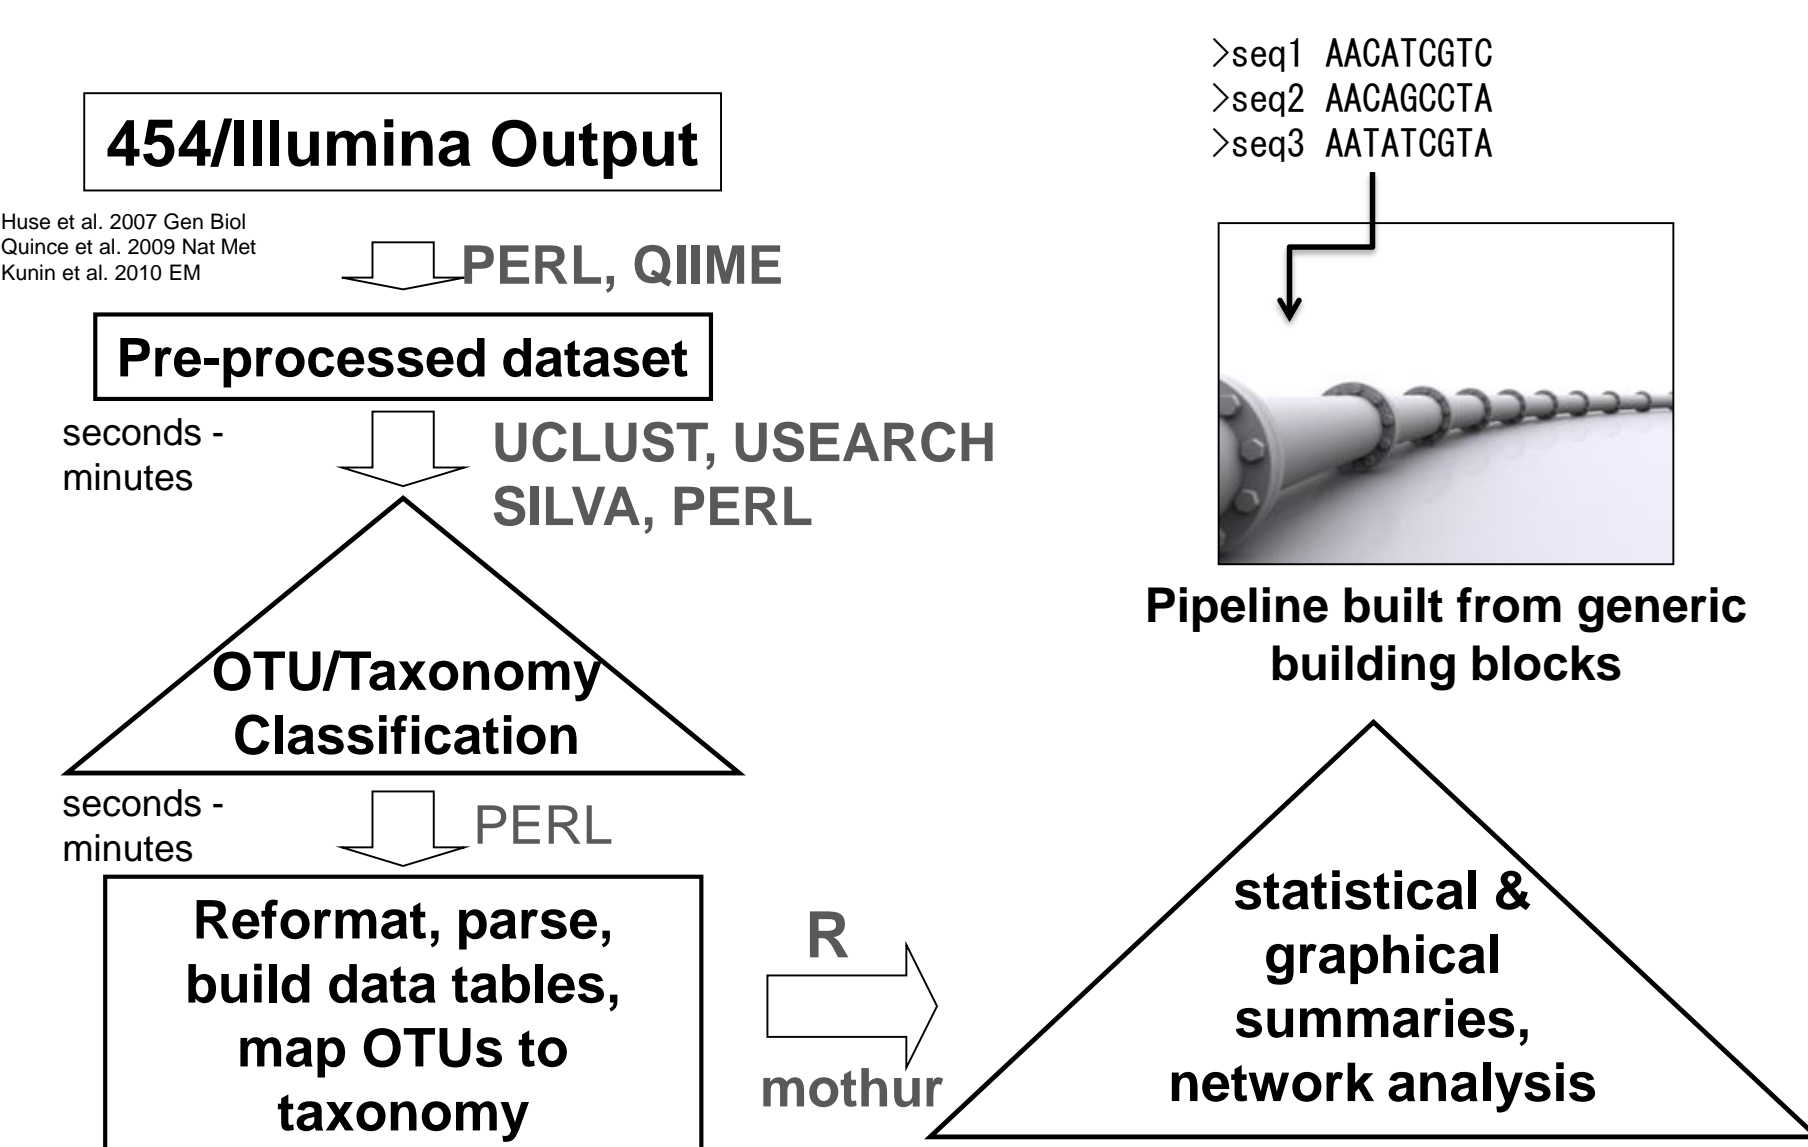 454/Illumina Output
Huse et al. 2007 Gen Biol
Quince et al. 2009 Nat Met
Kunin et al. 2010 EM
PERL, QIIME
Pre-processed dataset
seconds -
minutes
UCLUST, USEARCH
SILVA, PERL
OTU/Taxonomy
Classification
seconds -
minutes
PERL
Reformat, parse,
build data tables,
map OTUs to
taxonomy
R
mothur
>seq1 AACATCGTC
>seq2 AACAGCCTA
>seq3 AATATCGTA
Pipeline built from generic
building blocks
statistical &
graphical
summaries,
network analysis